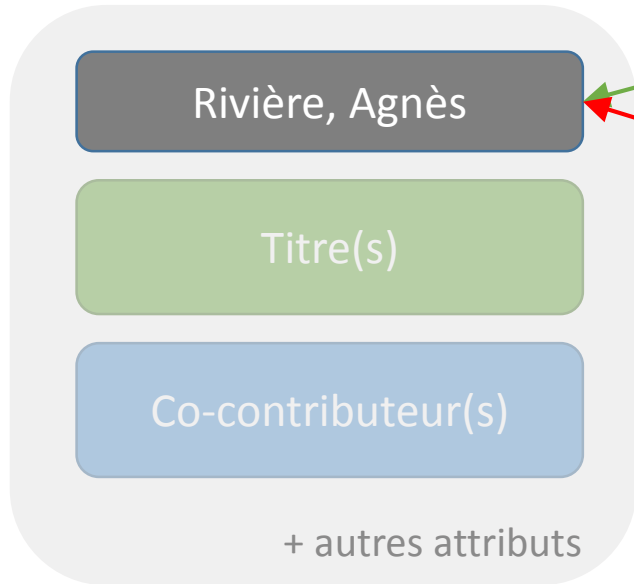 Rivière, Agnès
Titre(s)
Co-contributeur(s)
+ autres attributs